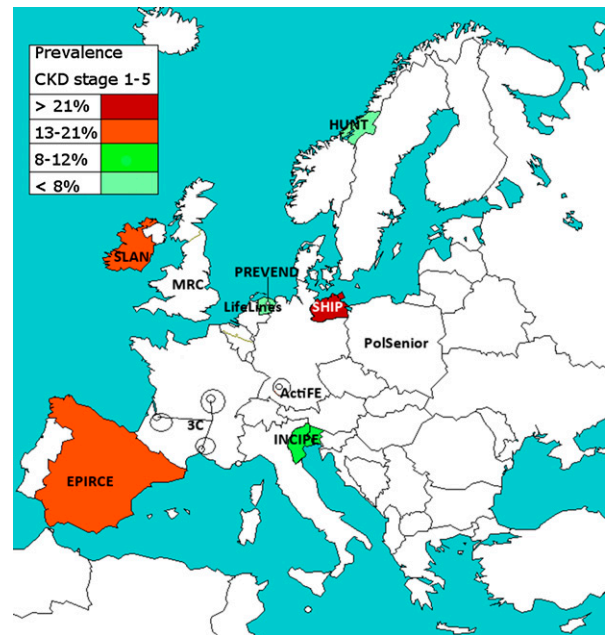 Prevalence
CKD stage 1-5
> 21%
13-21%
8-12%
< 8%
HUNT
SLAN
MRC
PREVEND
LifeLines
SHIP
PolSenior
ActiFE
3C
INCIPE
EPIRCE